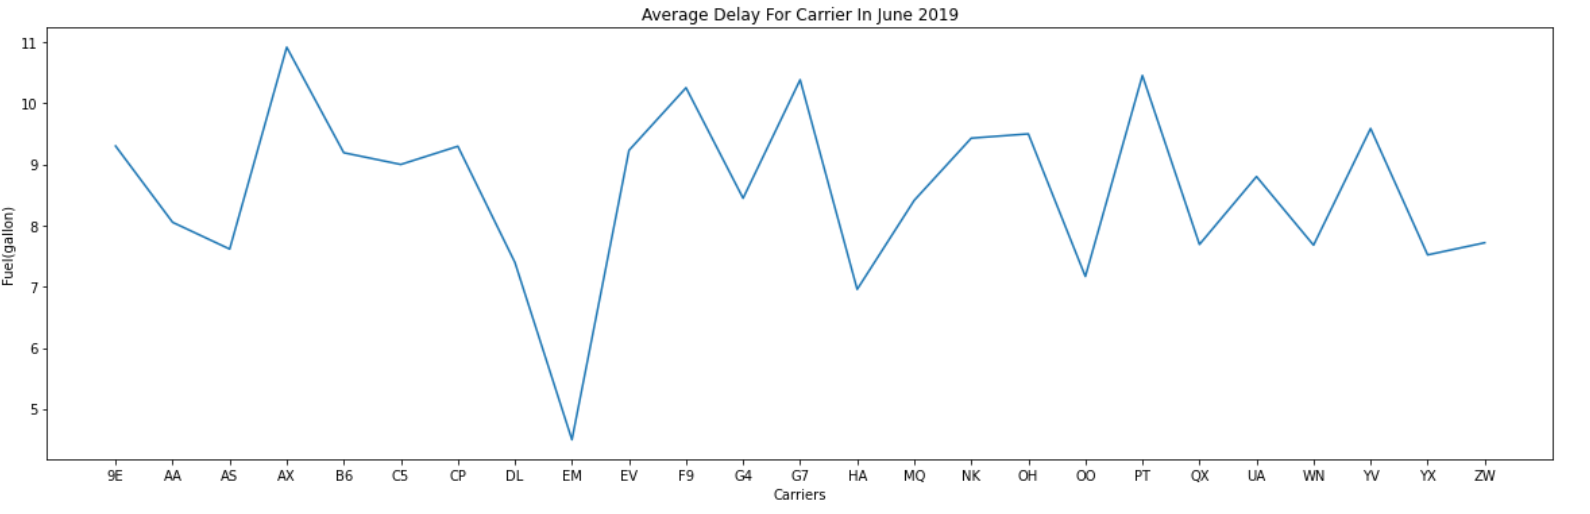 Average Delay For Carrier In June 2019
11
10
9
8
7
6
5
Fuel(gallon)
9E AA AS AX B6 C5 CP DL EM EV F9 G4 G7 HA MQ NK OH OO PT QX UA WN YV YX ZW
Carriers